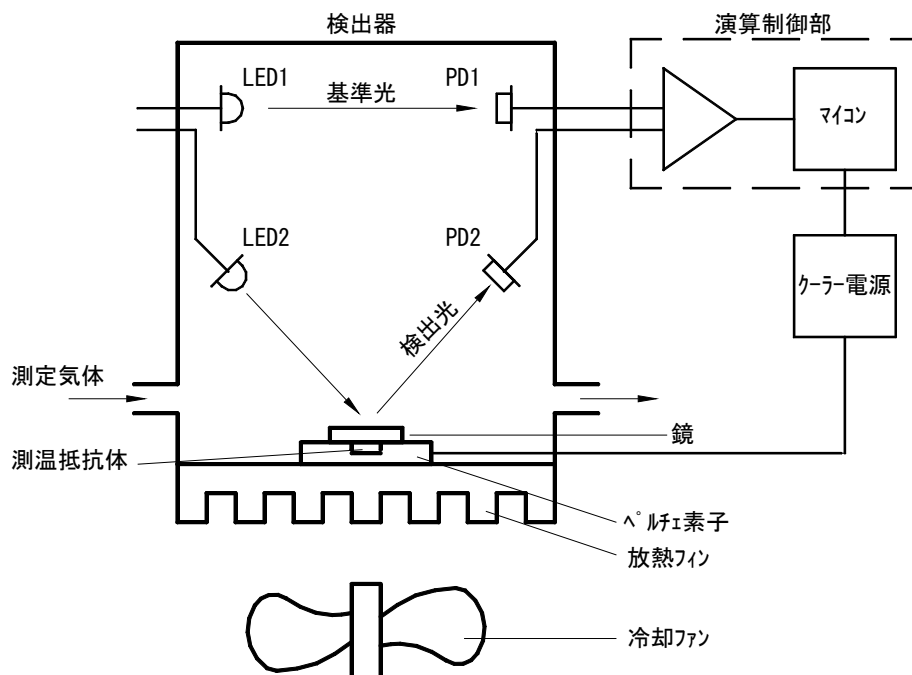 検出器
演算制御部
LED1
基準光
PD1
マイコン
LED2
PD2
クーラー電源
検出光
測定気体
鏡
測温抵抗体
ペルチェ素子
放熱フィン
冷却ファン